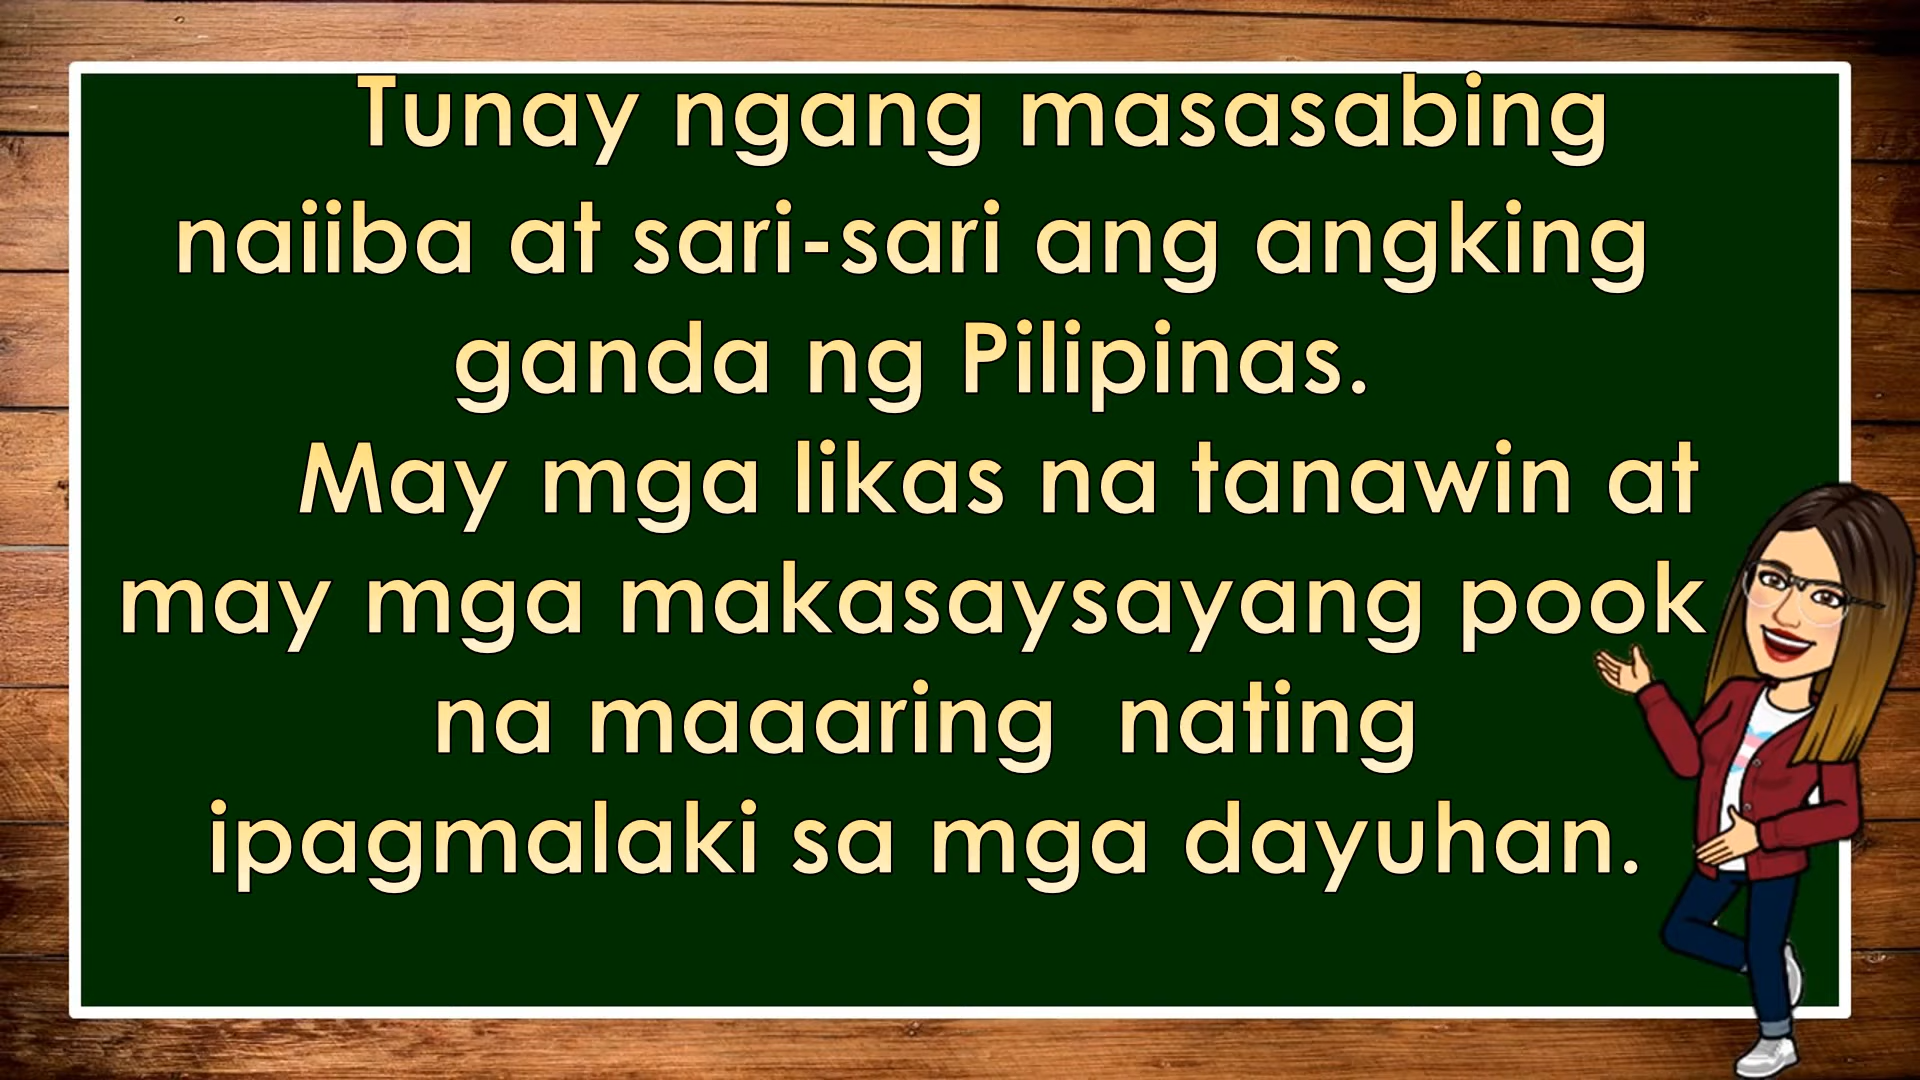 Tunay ngang masasabing
naiiba at sari-sari ang angking
ganda ng Pilipinas.
May mga likas na tanawin at
may mga makasaysayang pook
na maaaring  nating
ipagmalaki sa mga dayuhan.